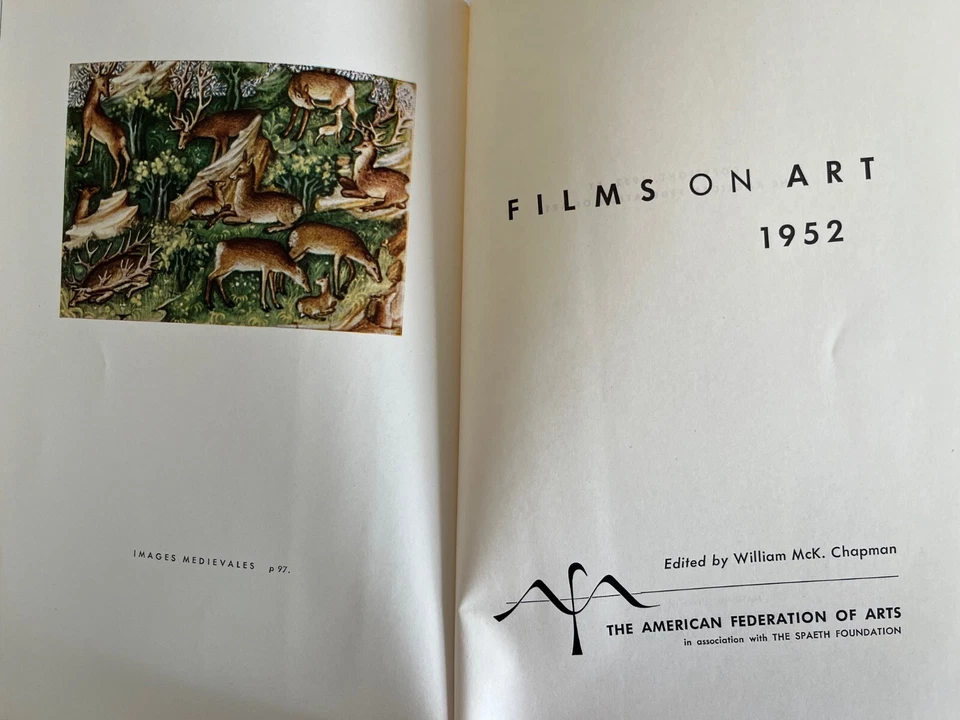 IMAGES MEDIEVALES p 97.
FILMS ON ART
1952
Edited by William McK. Chapman
AFA
THE AMERICAN FEDERATION OF ARTS
in association with THE SPAETH FOUNDATION